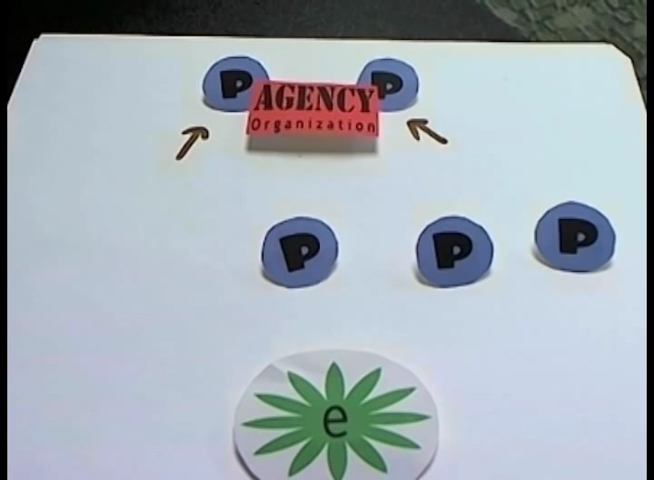 P P
AGENCY
Organization
P P P
e